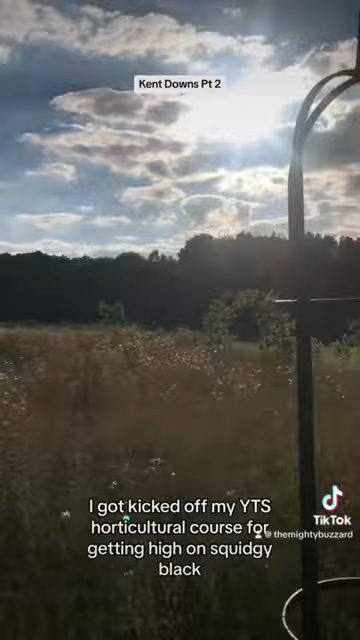 Kent Downs Pt 2
I got kicked off my YTS
horticultural course for
getting high on squidgy
black
TikTok
@themightybuzzard